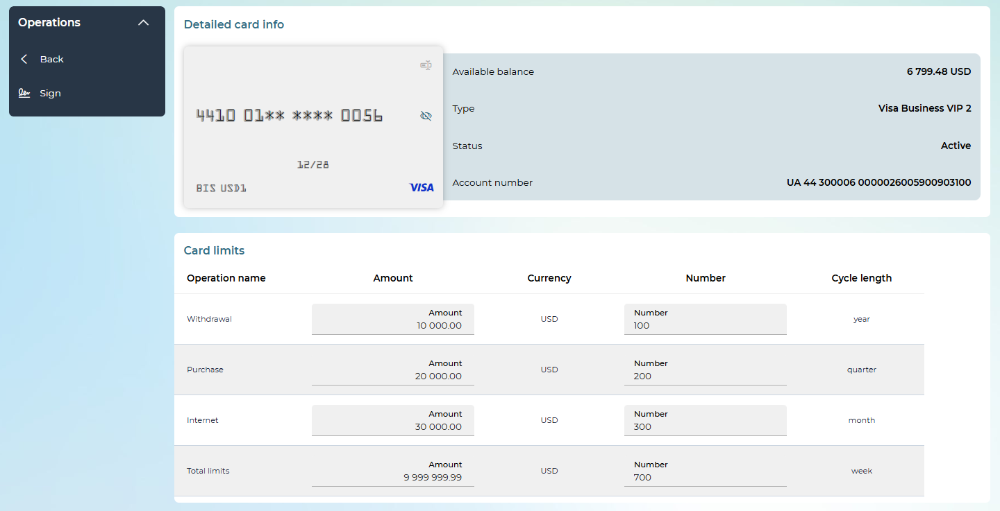 Operations
Back
Sign
Detailed card info
4410 01** **** 0056
12/28
BIS USD1
VISA
Available balance 6 799.48 USD
Type Visa Business VIP 2
Status Active
Account number UA 44 300006 0000026005900903100
Card limits
Operation name Amount Currency Number Cycle length
Amount Number
Withdrawal 10 000.00 USD 100 year
Amount Number
Purchase 20 000.00 USD 200 quarter
Amount Number
Internet 30 000.00 USD 300 month
Amount Number
Total limits 9 999 999.99 USD 700 week